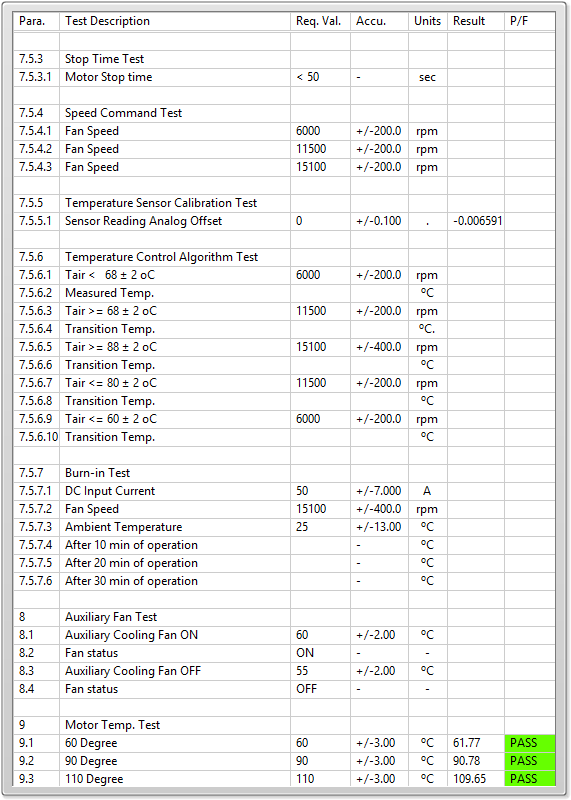 Para. Test Description Req. Val. Accu. Units Result P/F
7.5.3 Stop Time Test
7.5.3.1 Motor Stop time < 50 - sec
7.5.4 Speed Command Test
7.5.4.1 Fan Speed 6000 +/-200.0 rpm
7.5.4.2 Fan Speed 11500 +/-200.0 rpm
7.5.4.3 Fan Speed 15100 +/-200.0 rpm
7.5.5 Temperature Sensor Calibration Test
7.5.5.1 Sensor Reading Analog Offset 0 +/-0.100 . -0.006591
7.5.6 Temperature Control Algorithm Test
7.5.6.1 Tair < 68 ± 2 oC 6000 +/-200.0 rpm
7.5.6.2 Measured Temp. ºC
7.5.6.3 Tair >= 68 ± 2 oC 11500 +/-200.0 rpm
7.5.6.4 Transition Temp. ºC.
7.5.6.5 Tair >= 88 ± 2 oC 15100 +/-400.0 rpm
7.5.6.6 Transition Temp. ºC
7.5.6.7 Tair <= 80 ± 2 oC 11500 +/-200.0 rpm
7.5.6.8 Transition Temp. ºC
7.5.6.9 Tair <= 60 ± 2 oC 6000 +/-200.0 rpm
7.5.6.10 Transition Temp. ºC
7.5.7 Burn-in Test
7.5.7.1 DC Input Current 50 +/-7.000 A
7.5.7.2 Fan Speed 15100 +/-400.0 rpm
7.5.7.3 Ambient Temperature 25 +/-13.00 ºC
7.5.7.4 After 10 min of operation - ºC
7.5.7.5 After 20 min of operation - ºC
7.5.7.6 After 30 min of operation - ºC
8 Auxiliary Fan Test
8.1 Auxiliary Cooling Fan ON 60 +/-2.00 ºC
8.2 Fan status ON - -
8.3 Auxiliary Cooling Fan OFF 55 +/-2.00 ºC
8.4 Fan status OFF - -
9 Motor Temp. Test
9.1 60 Degree 60 +/-3.00 ºC 61.77 PASS
9.2 90 Degree 90 +/-3.00 ºC 90.78 PASS
9.3 110 Degree 110 +/-3.00 ºC 109.65 PASS